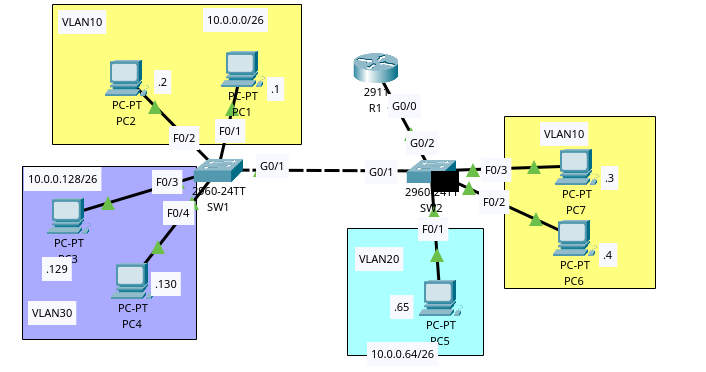 VLAN10
10.0.0.0/26
.2
.1
PC-PT
PC2
PC-PT
PC1
F0/2
F0/1
2911
R1
G0/0
G0/2
10.0.0.128/26
F0/3
F0/4
2960-24TT
SW1
G0/1
G0/1
2960-24TT
SW2
F0/3
F0/2
F0/1
VLAN10
.3
PC-PT
PC7
.4
PC-PT
PC6
PC-PT
PC3
.129
.130
PC-PT
PC4
VLAN30
VLAN20
.65
PC-PT
PC5
10.0.0.64/26